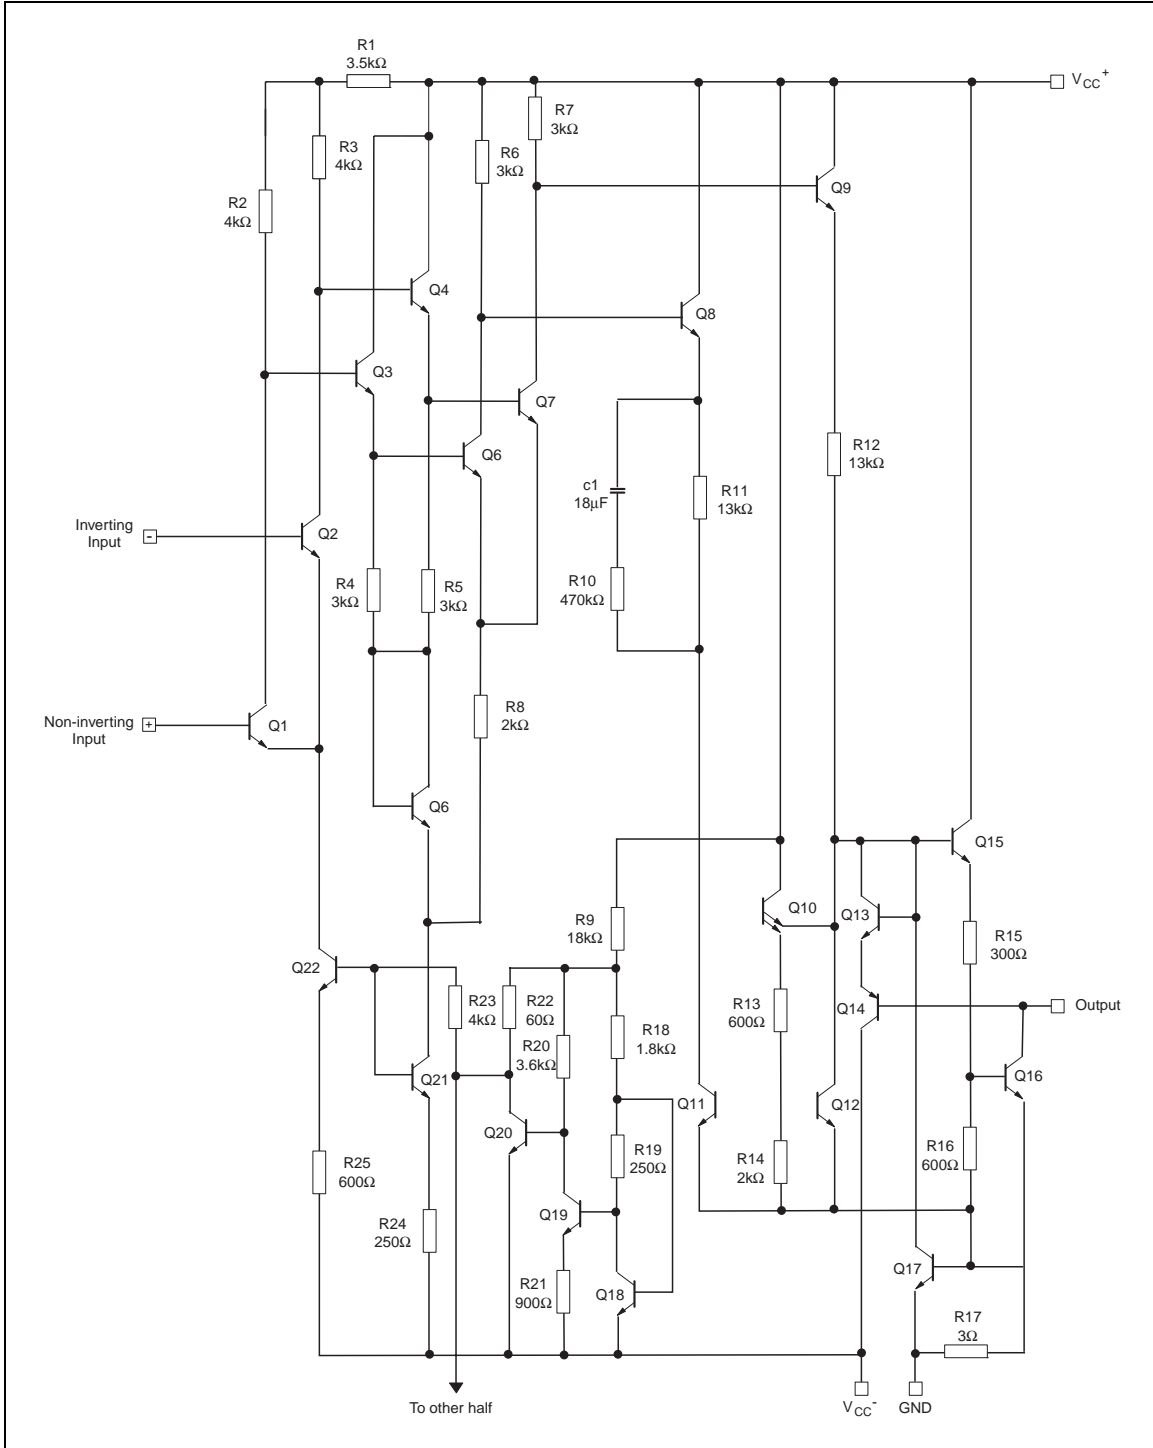 R1
3.5kΩ
VCC+
R7
3kΩ
R3
4kΩ
R6
3kΩ
Q9
R2
4kΩ
Q4
Q8
Q3
Q7
R12
13kΩ
Q6
c1
18µF
R11
13kΩ
Inverting
Input
-
Q2
R4
3kΩ
R5
3kΩ
R10
470kΩ
Non-inverting
Input
+
Q1
R8
2kΩ
Q6
Q15
Q10
Q13
R9
18kΩ
R15
300Ω
Q22
R23
4kΩ
R22
60Ω
R13
600Ω
Q14
Output
R20
3.6kΩ
R18
1.8kΩ
Q21
Q16
Q11
Q12
Q20
R19
250Ω
R14
2kΩ
R16
600Ω
R25
600Ω
R24
250Ω
Q19
Q17
R21
900Ω
Q18
R17
3Ω
To other half
VCC-
GND